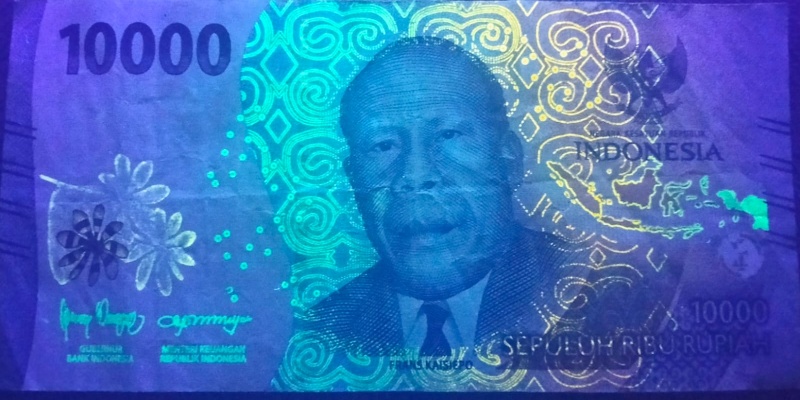 10000
NEGARA KESATUAN REPUBLIK
INDONESIA
GUBERNUR
BANK INDONESIA
MENTERI KEUANGAN
REPUBLIK INDONESIA
10000
SEPULUH RIBU RUPIAH
FRANS KAISIEPO